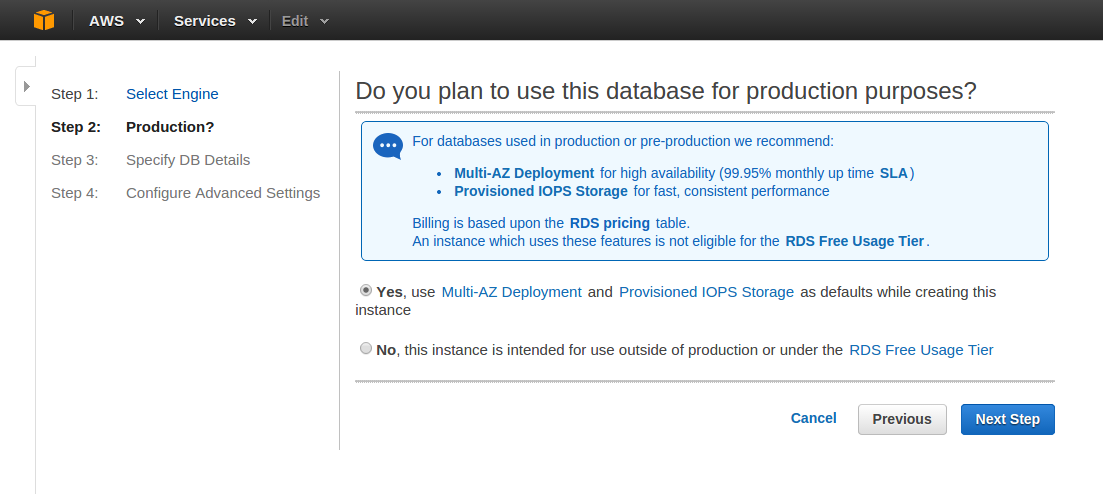 AWS Services Edit
Step 1: Select Engine
Step 2: Production?
Step 3: Specify DB Details
Step 4: Configure Advanced Settings
Do you plan to use this database for production purposes?
For databases used in production or pre-production we recommend:
• Multi-AZ Deployment for high availability (99.95% monthly up time SLA)
• Provisioned IOPS Storage for fast, consistent performance
Billing is based upon the RDS pricing table.
An instance which uses these features is not eligible for the RDS Free Usage Tier.
Yes, use Multi-AZ Deployment and Provisioned IOPS Storage as defaults while creating this
instance
No, this instance is intended for use outside of production or under the RDS Free Usage Tier
Cancel Previous Next Step